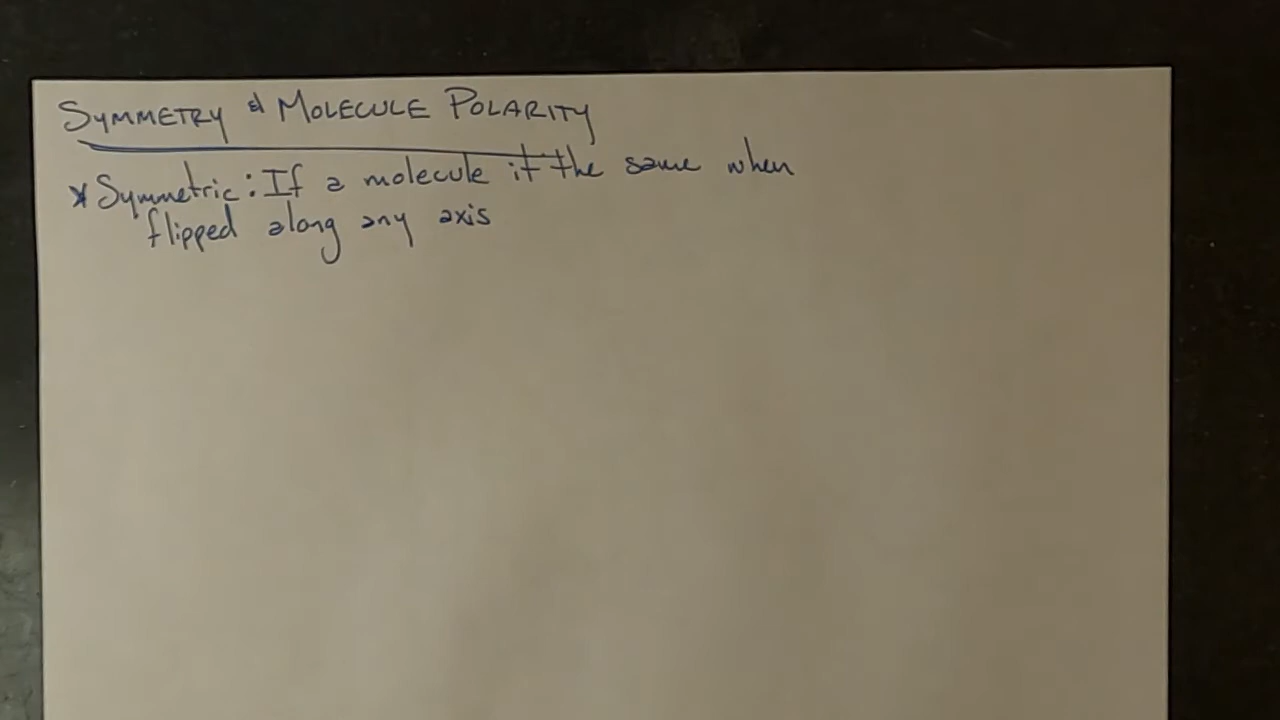 SYMMETRY & MOLECULE POLARITY
* Symmetric: If a molecule it the same when
flipped along any axis